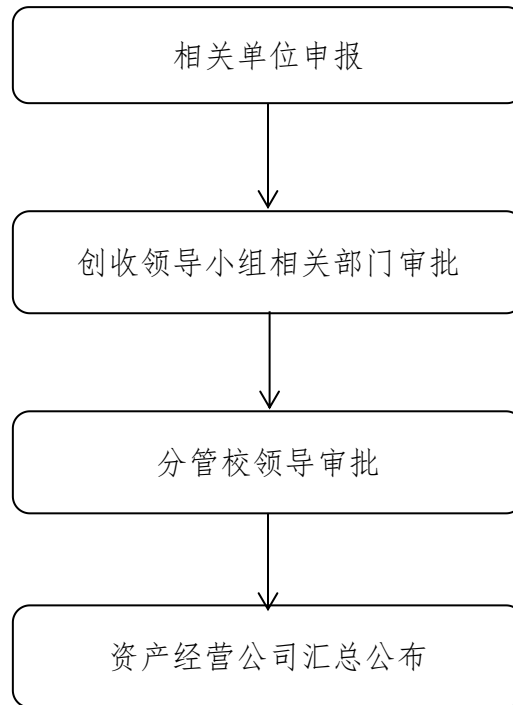 相关单位申报
创收领导小组相关部门审批
分管校领导审批
资产经营公司汇总公布